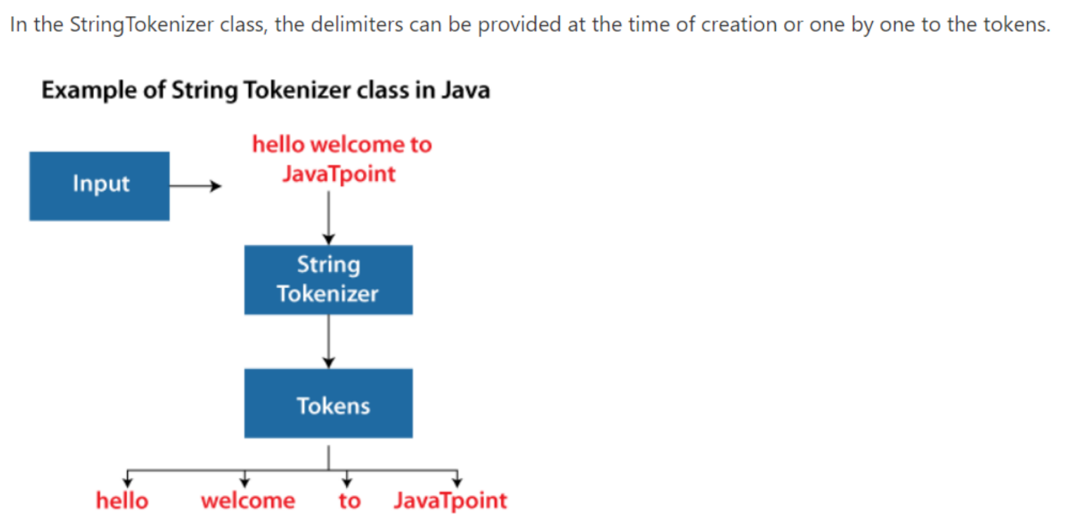 In the StringTokenizer class, the delimiters can be provided at the time of creation or one by one to the tokens.
Example of String Tokenizer class in Java
hello welcome to
JavaTpoint
Input
String
Tokenizer
Tokens
hello welcome to JavaTpoint